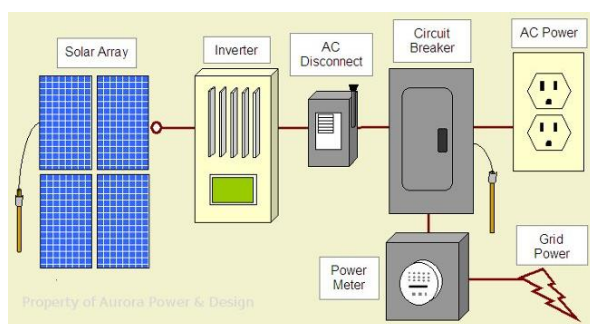 Solar Array
Inverter
AC
Disconnect
Circuit
Breaker
AC Power
Power
Meter
Grid
Power
Property of Aurora Power & Design